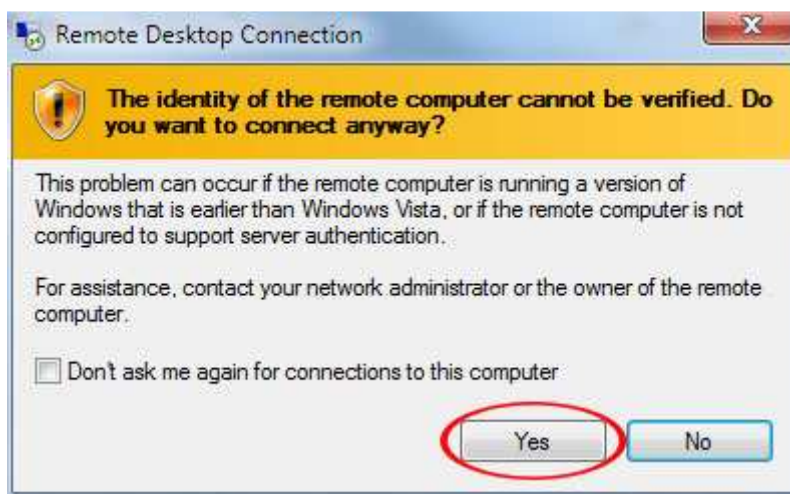 Remote Desktop Connection
The identity of the remote computer cannot be verified. Do
you want to connect anyway?
This problem can occur if the remote computer is running a version of
Windows that is earlier than Windows Vista, or if the remote computer is not
configured to support server authentication.
For assistance, contact your network administrator or the owner of the remote
computer.
Don't ask me again for connections to this computer
Yes
No